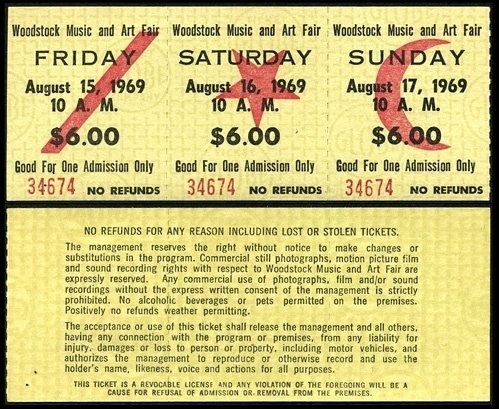 Woodstock Music and Art Fair Woodstock Music and Art Fair Woodstock Music and Art Fair
FRIDAY SATURDAY SUNDAY
August 15, 1969 August 16, 1969 August 17, 1969
10 A. M. 10 A. M. 10 A. M.
$6.00 $6.00 $6.00
Good For One Admission Only Good For One Admission Only Good For One Admission Only
34674 NO REFUNDS 34674 NO REFUNDS 34674 NO REFUNDS
NO REFUNDS FOR ANY REASON INCLUDING LOST OR STOLEN TICKETS.
The management reserves the right without notice to make changes or
substitutions in the program. Commercial still photographs, motion picture film
and sound recording rights with respect to Woodstock Music and Art Fair are
expressly reserved. Any commercial use of photographs, film and/or sound
recordings without the express written consent of the management is strictly
prohibited. No alcoholic beverages or pets permitted on the premises.
Positively no refunds weather permitting.
The acceptance or use of this ticket shall release the management and all others,
having any connection with the program or premises, from any liability for
injury, damages or loss to person or property, including motor vehicles, and
authorizes the management to reproduce or otherwise record and use the
holder's name, likeness, voice and actions for all purposes.
THIS TICKET IS A REVOCABLE LICENSE AND ANY VIOLATION OF THE FOREGOING WILL BE A
CAUSE FOR REFUSAL OF ADMISSION OR REMOVAL FROM THE PREMISES.